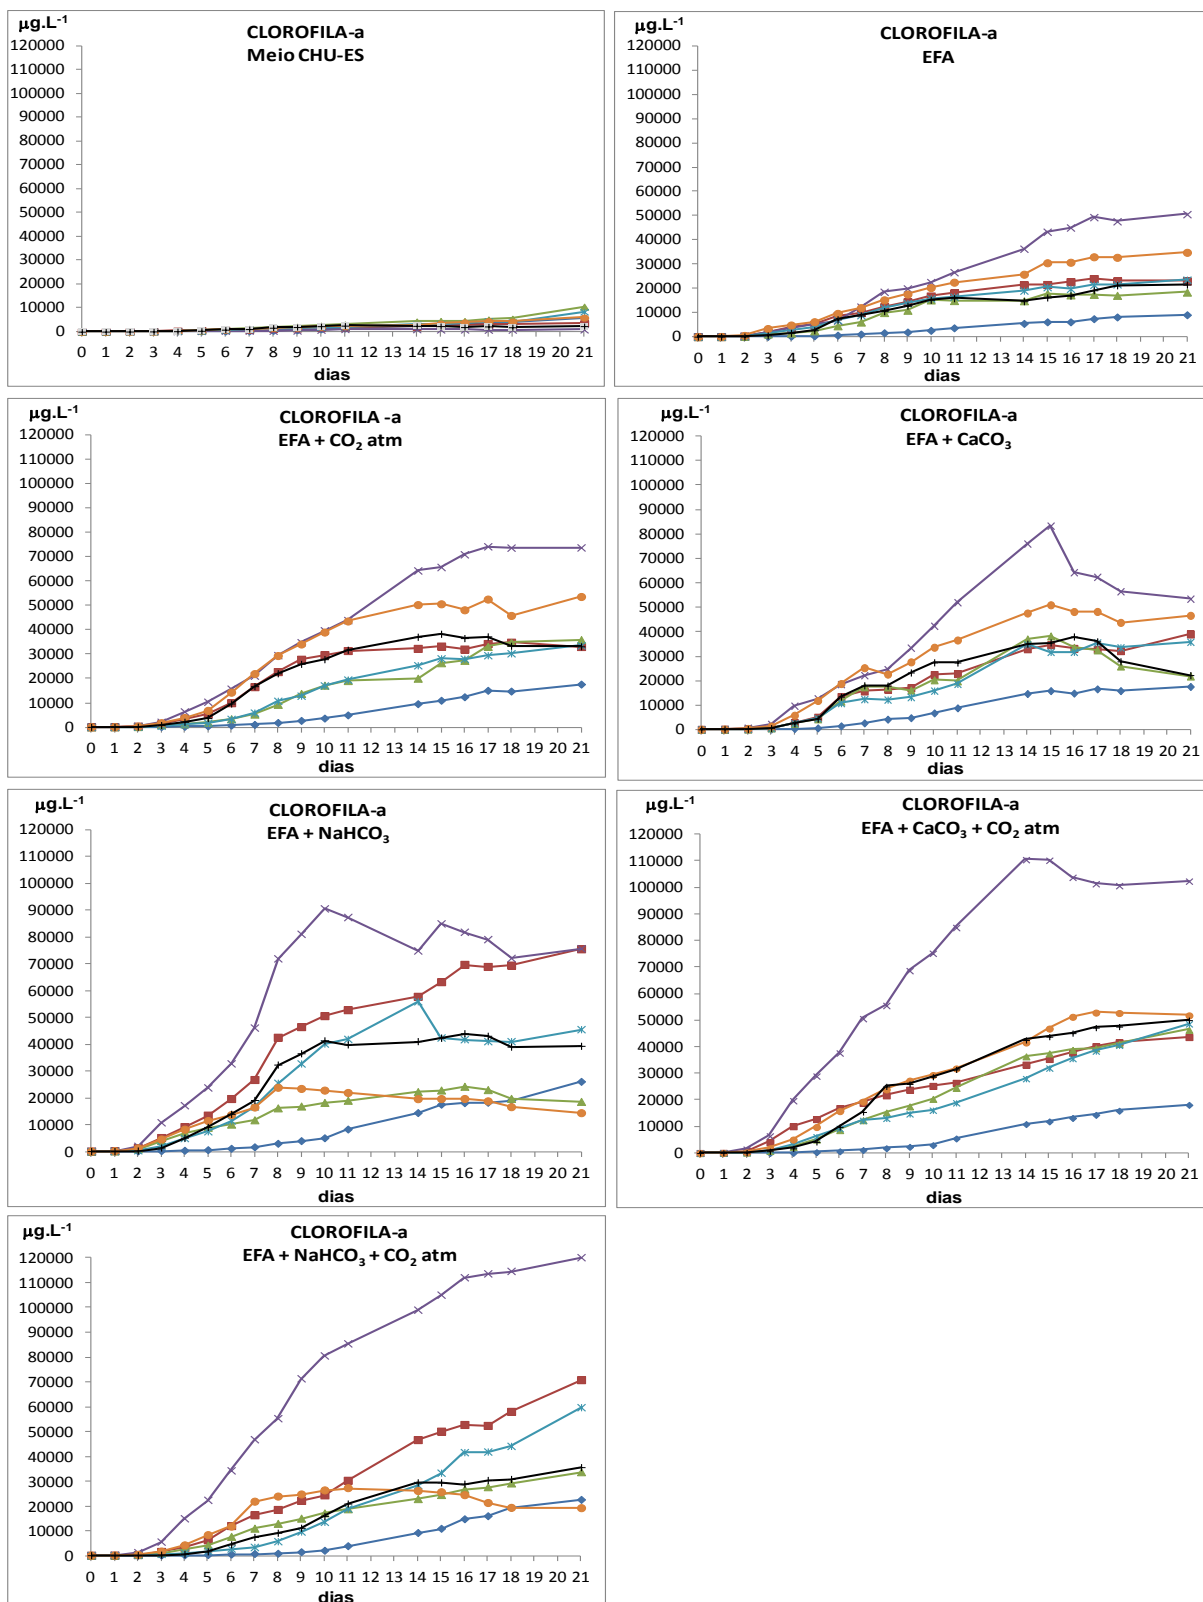 µg.L⁻¹
CLOROFILA-a
Meio CHU-ES
120000
110000
100000
90000
80000
70000
60000
50000
40000
30000
20000
10000
0
0 1 2 3 4 5 6 7 8 9 10 11 12 13 14 15 16 17 18 19 20 21
dias
µg.L⁻¹
CLOROFILA-a
EFA
120000
110000
100000
90000
80000
70000
60000
50000
40000
30000
20000
10000
0
0 1 2 3 4 5 6 7 8 9 10 11 12 13 14 15 16 17 18 19 20 21
dias
µg.L⁻¹
CLOROFILA -a
EFA + CO₂ atm
120000
110000
100000
90000
80000
70000
60000
50000
40000
30000
20000
10000
0
0 1 2 3 4 5 6 7 8 9 10 11 12 13 14 15 16 17 18 19 20 21
dias
µg.L⁻¹
CLOROFILA-a
EFA + CaCO₃
120000
110000
100000
90000
80000
70000
60000
50000
40000
30000
20000
10000
0
0 1 2 3 4 5 6 7 8 9 10 11 12 13 14 15 16 17 18 19 20 21
dias
µg.L⁻¹
CLOROFILA-a
EFA + NaHCO₃
120000
110000
100000
90000
80000
70000
60000
50000
40000
30000
20000
10000
0
0 1 2 3 4 5 6 7 8 9 10 11 12 13 14 15 16 17 18 19 20 21
dias
µg.L⁻¹
CLOROFILA-a
EFA + CaCO₃ + CO₂ atm
120000
110000
100000
90000
80000
70000
60000
50000
40000
30000
20000
10000
0
0 1 2 3 4 5 6 7 8 9 10 11 12 13 14 15 16 17 18 19 20 21
dias
µg.L⁻¹
CLOROFILA-a
EFA + NaHCO₃ + CO₂ atm
120000
110000
100000
90000
80000
70000
60000
50000
40000
30000
20000
10000
0
0 1 2 3 4 5 6 7 8 9 10 11 12 13 14 15 16 17 18 19 20 21
dias